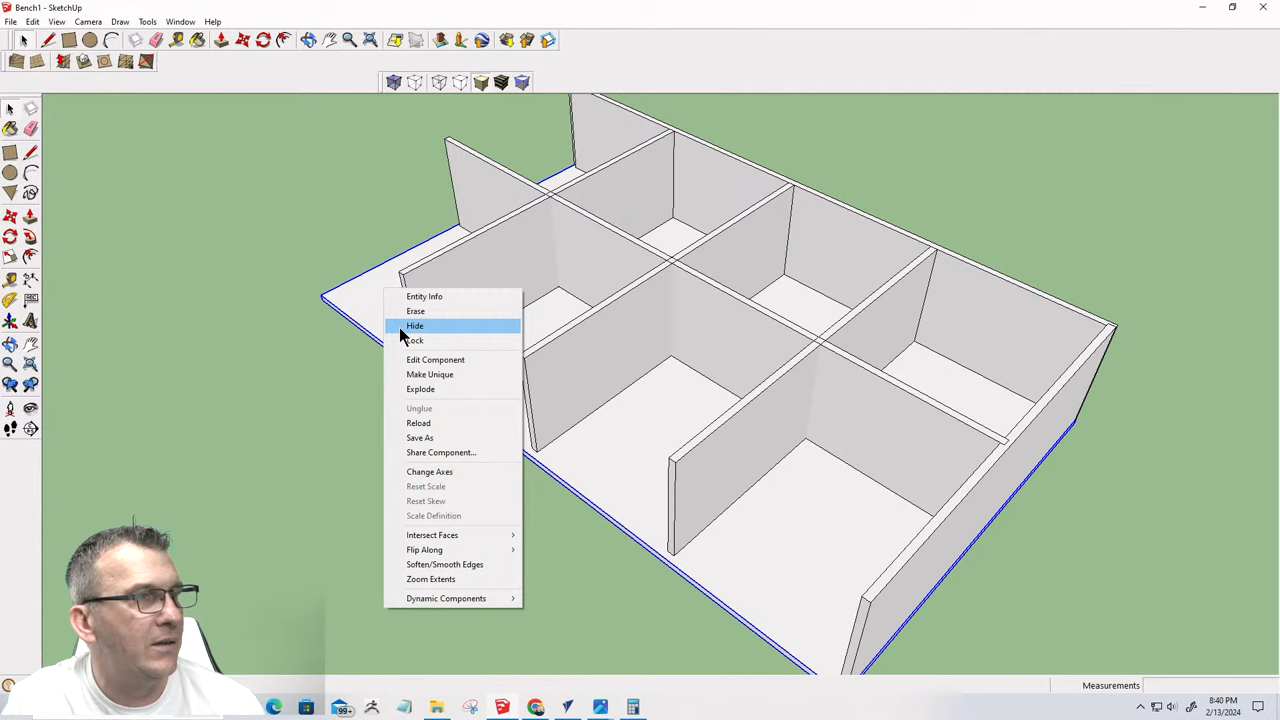 Bench1 - SketchUp
File Edit View Camera Draw Tools Window Help
Entity Info
Erase
Hide
Lock
Edit Component
Make Unique
Explode
Unglue
Reload
Save As
Share Component...
Change Axes
Reset Scale
Reset Skew
Scale Definition
Intersect Faces
Flip Along
Soften/Smooth Edges
Zoom Extents
Dynamic Components
Measurements
99+
8:40 PM
2/13/2024